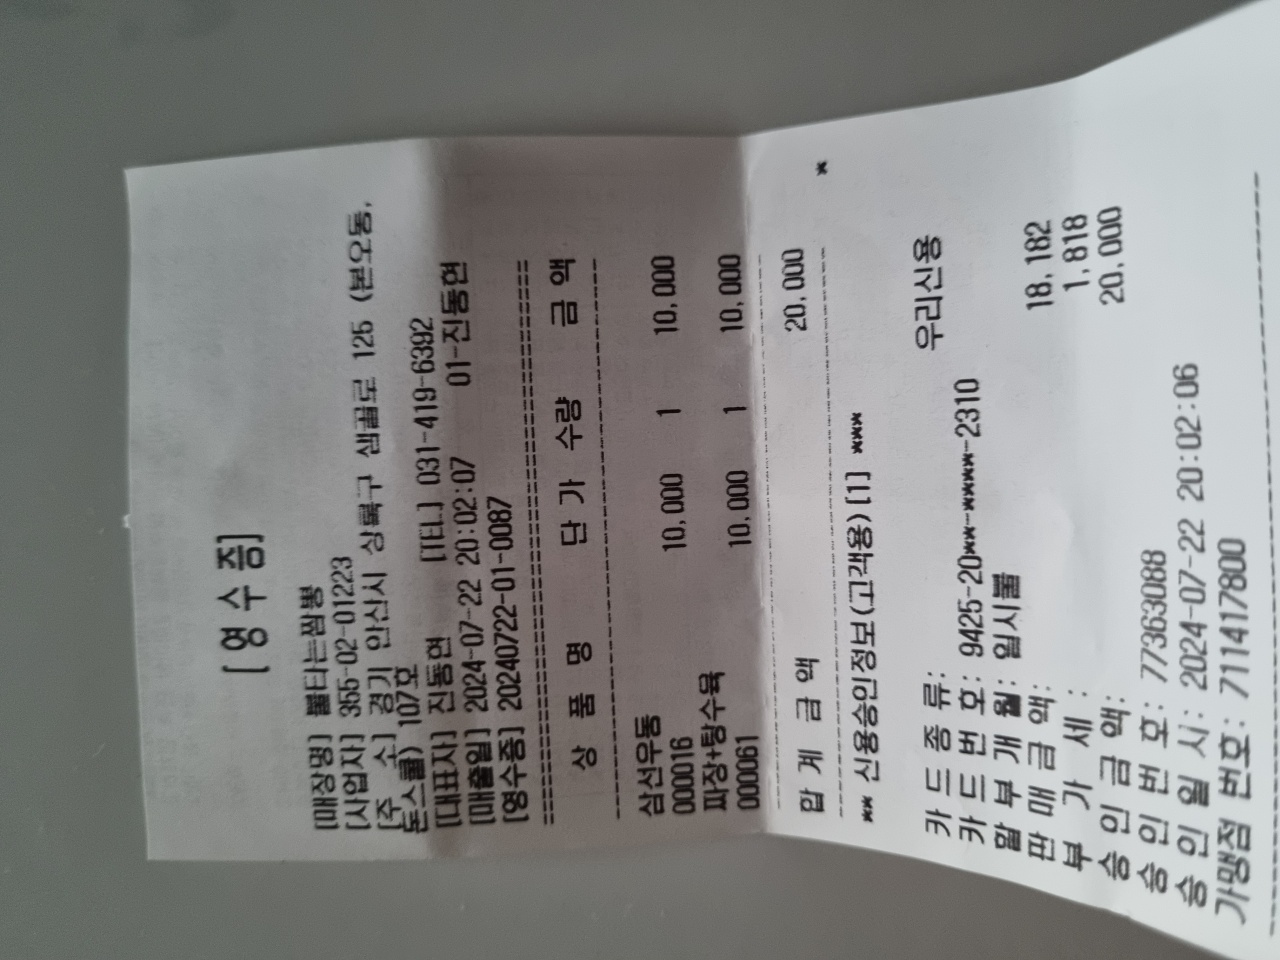 [영수증]
[매장명] 불타는짬뽕
[사업자] 355-02-01223
[주 소] 경기 안산시 상록구 샘골로 125 (본오동,
돈스쿨) 107호
[대표자] 진동현 [TEL] 031-419-6392
[매출일] 2024-07-22 20:02:07 01-진동현
[영수증] 20240722-01-0087
상 품 명 단 가 수량 금 액
삼선우동
000016 10,000 1 10,000
파장+탕수육
000061 10,000 1 10,000
합 계 금 액 20,000
** 신용승인정보(고객용)[1] *** *
카 드 종 류: 우리신용
카 드 번 호: 9425-20**-****-2310
할 부 개 월: 일시불
판 매 금 액: 18,182
부 가 세 : 1,818
승 인 금 액: 20,000
승 인 번 호: 77363088
승 인 일 시: 2024-07-22 20:02:06
가맹점 번호: 711417800